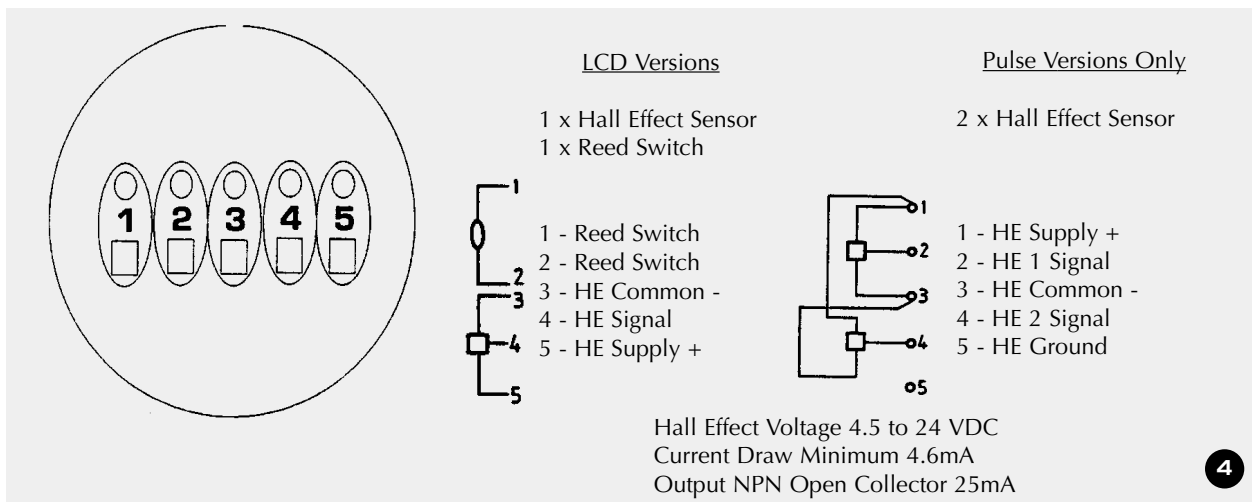 1 2 3 4 5
LCD Versions
1 x Hall Effect Sensor
1 x Reed Switch
1
2
3
4
5
1 - Reed Switch
2 - Reed Switch
3 - HE Common -
4 - HE Signal
5 - HE Supply +
Pulse Versions Only
2 x Hall Effect Sensor
1
2
3
4
5
1 - HE Supply +
2 - HE 1 Signal
3 - HE Common -
4 - HE 2 Signal
5 - HE Ground
Hall Effect Voltage 4.5 to 24 VDC
Current Draw Minimum 4.6mA
Output NPN Open Collector 25mA
4